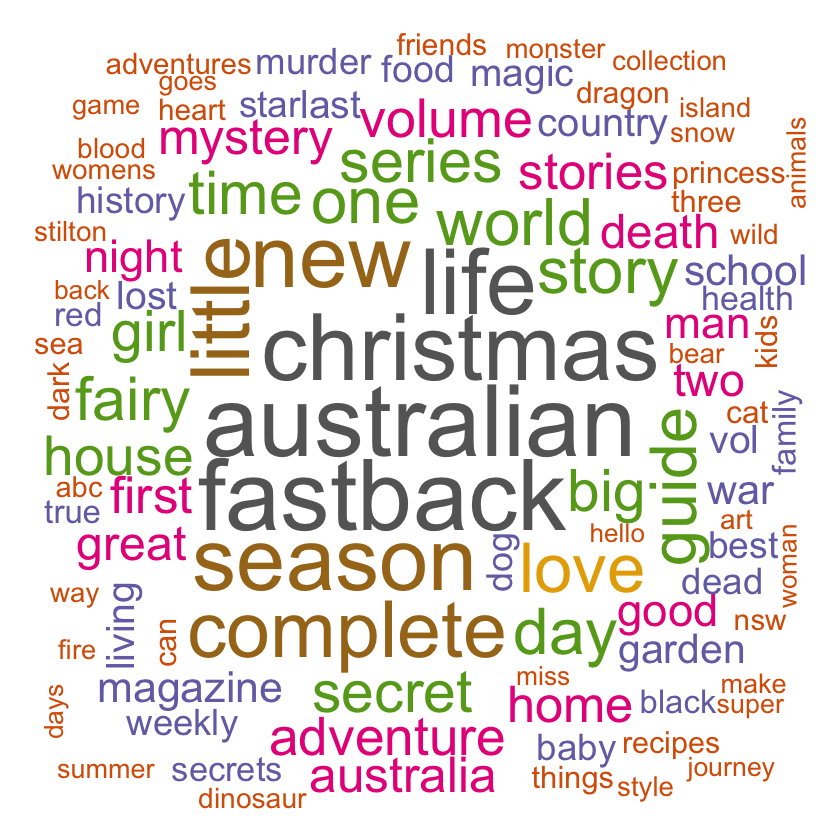 friends
monster
adventures
murder
food
magic
collection
goes
dragon
game
heart
starlast
volume
country
island
mystery
snow
blood
series
animals
womens
stories
princess
history
time
one
three
stilton
world
death
wild
night
little
new
life
story
school
back
lost
health
red
girl
christmas
man
kids
sea
bear
dark
fairy
two
australian
cat
family
house
guide
vol
abc
first
fastback
big
war
true
art
great
hello
best
season
dog
love
woman
dead
way
living
good
nsw
can
complete
day
fire
garden
miss
magazine
secret
home
black
make
super
days
weekly
adventure
baby
recipes
summer
secrets
australia
things
journey
style
dinosaur